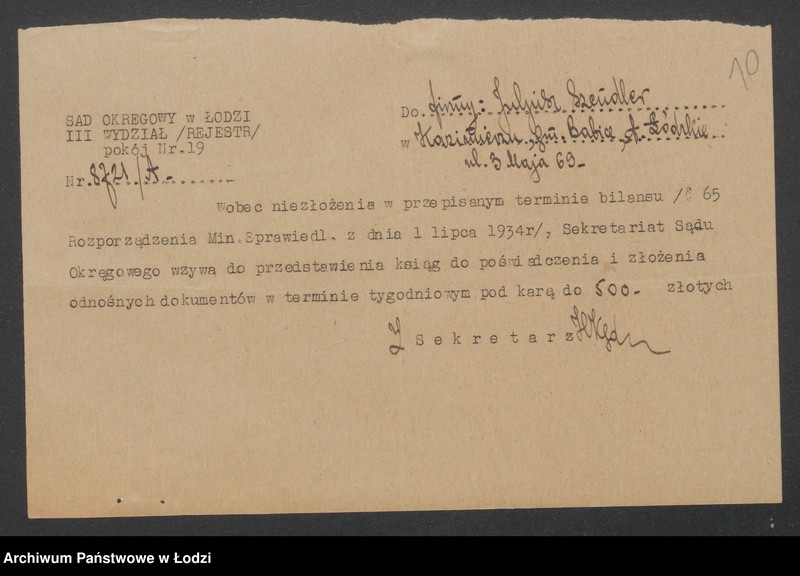 10
SAD OKRĘGOWY w ŁODZI
III WYDZIAŁ /REJESTR/
pokój Nr.19
Nr. 8721/A-
Do firmy: Szendler
w Kazimierzu, gm. Babice, Łódzkie
ul. 3 Maja 69-
Wobec niezłożenia w przepisanym terminie bilansu /§ 65
Rozporządzenia Min.Sprawiedl. z dnia 1 lipca 1934r/, Sekretariat Sądu
Okręgowego wzywa do przedstawienia ksiąg do poświadczenia i złożenia
odnośnych dokumentów w terminie tygodniowym pod karą do 500- złotych
Sekretarz
Archiwum Państwowe w Łodzi